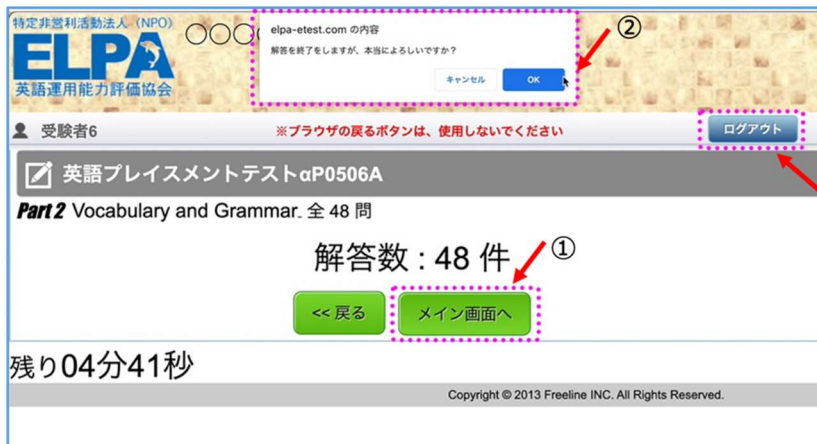 特定非営利活動法人（NPO）
ELPA
英語運用能力評価協会
〇〇〇
elpa-etest.com の内容
解答を終了をしますが、本当によろしいですか？
キャンセル
OK
②
受験者6
※ブラウザの戻るボタンは、使用しないでください
ログアウト
英語プレイスメントテストαP0506A
Part 2 Vocabulary and Grammar. 全 48 問
解答数 : 48 件
①
<< 戻る
メイン画面へ
残り04分41秒
Copyright © 2013 Freeline INC. All Rights Reserved.